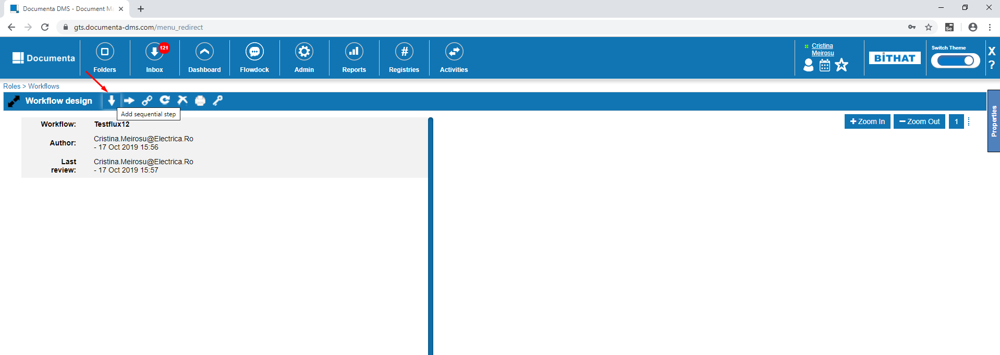 Documenta DMS - Document Ma
gts.documenta-dms.com/menu_redirect
Se
Documenta
Folders
121
Inbox
Dashboard
Flowdock
Admin
Reports
#
Registries
Activities
Cristina
Meirosu
BITHAT
Switch Theme
X
?
Roles > Workflows
Workflow design
Add sequential step
Workflow: Testflux12
Author: Cristina.Meirosu@Electrica.Ro
- 17 Oct 2019 15:56
Last Cristina.Meirosu@Electrica.Ro
review: - 17 Oct 2019 15:57
Zoom In
Zoom Out
1
Properties